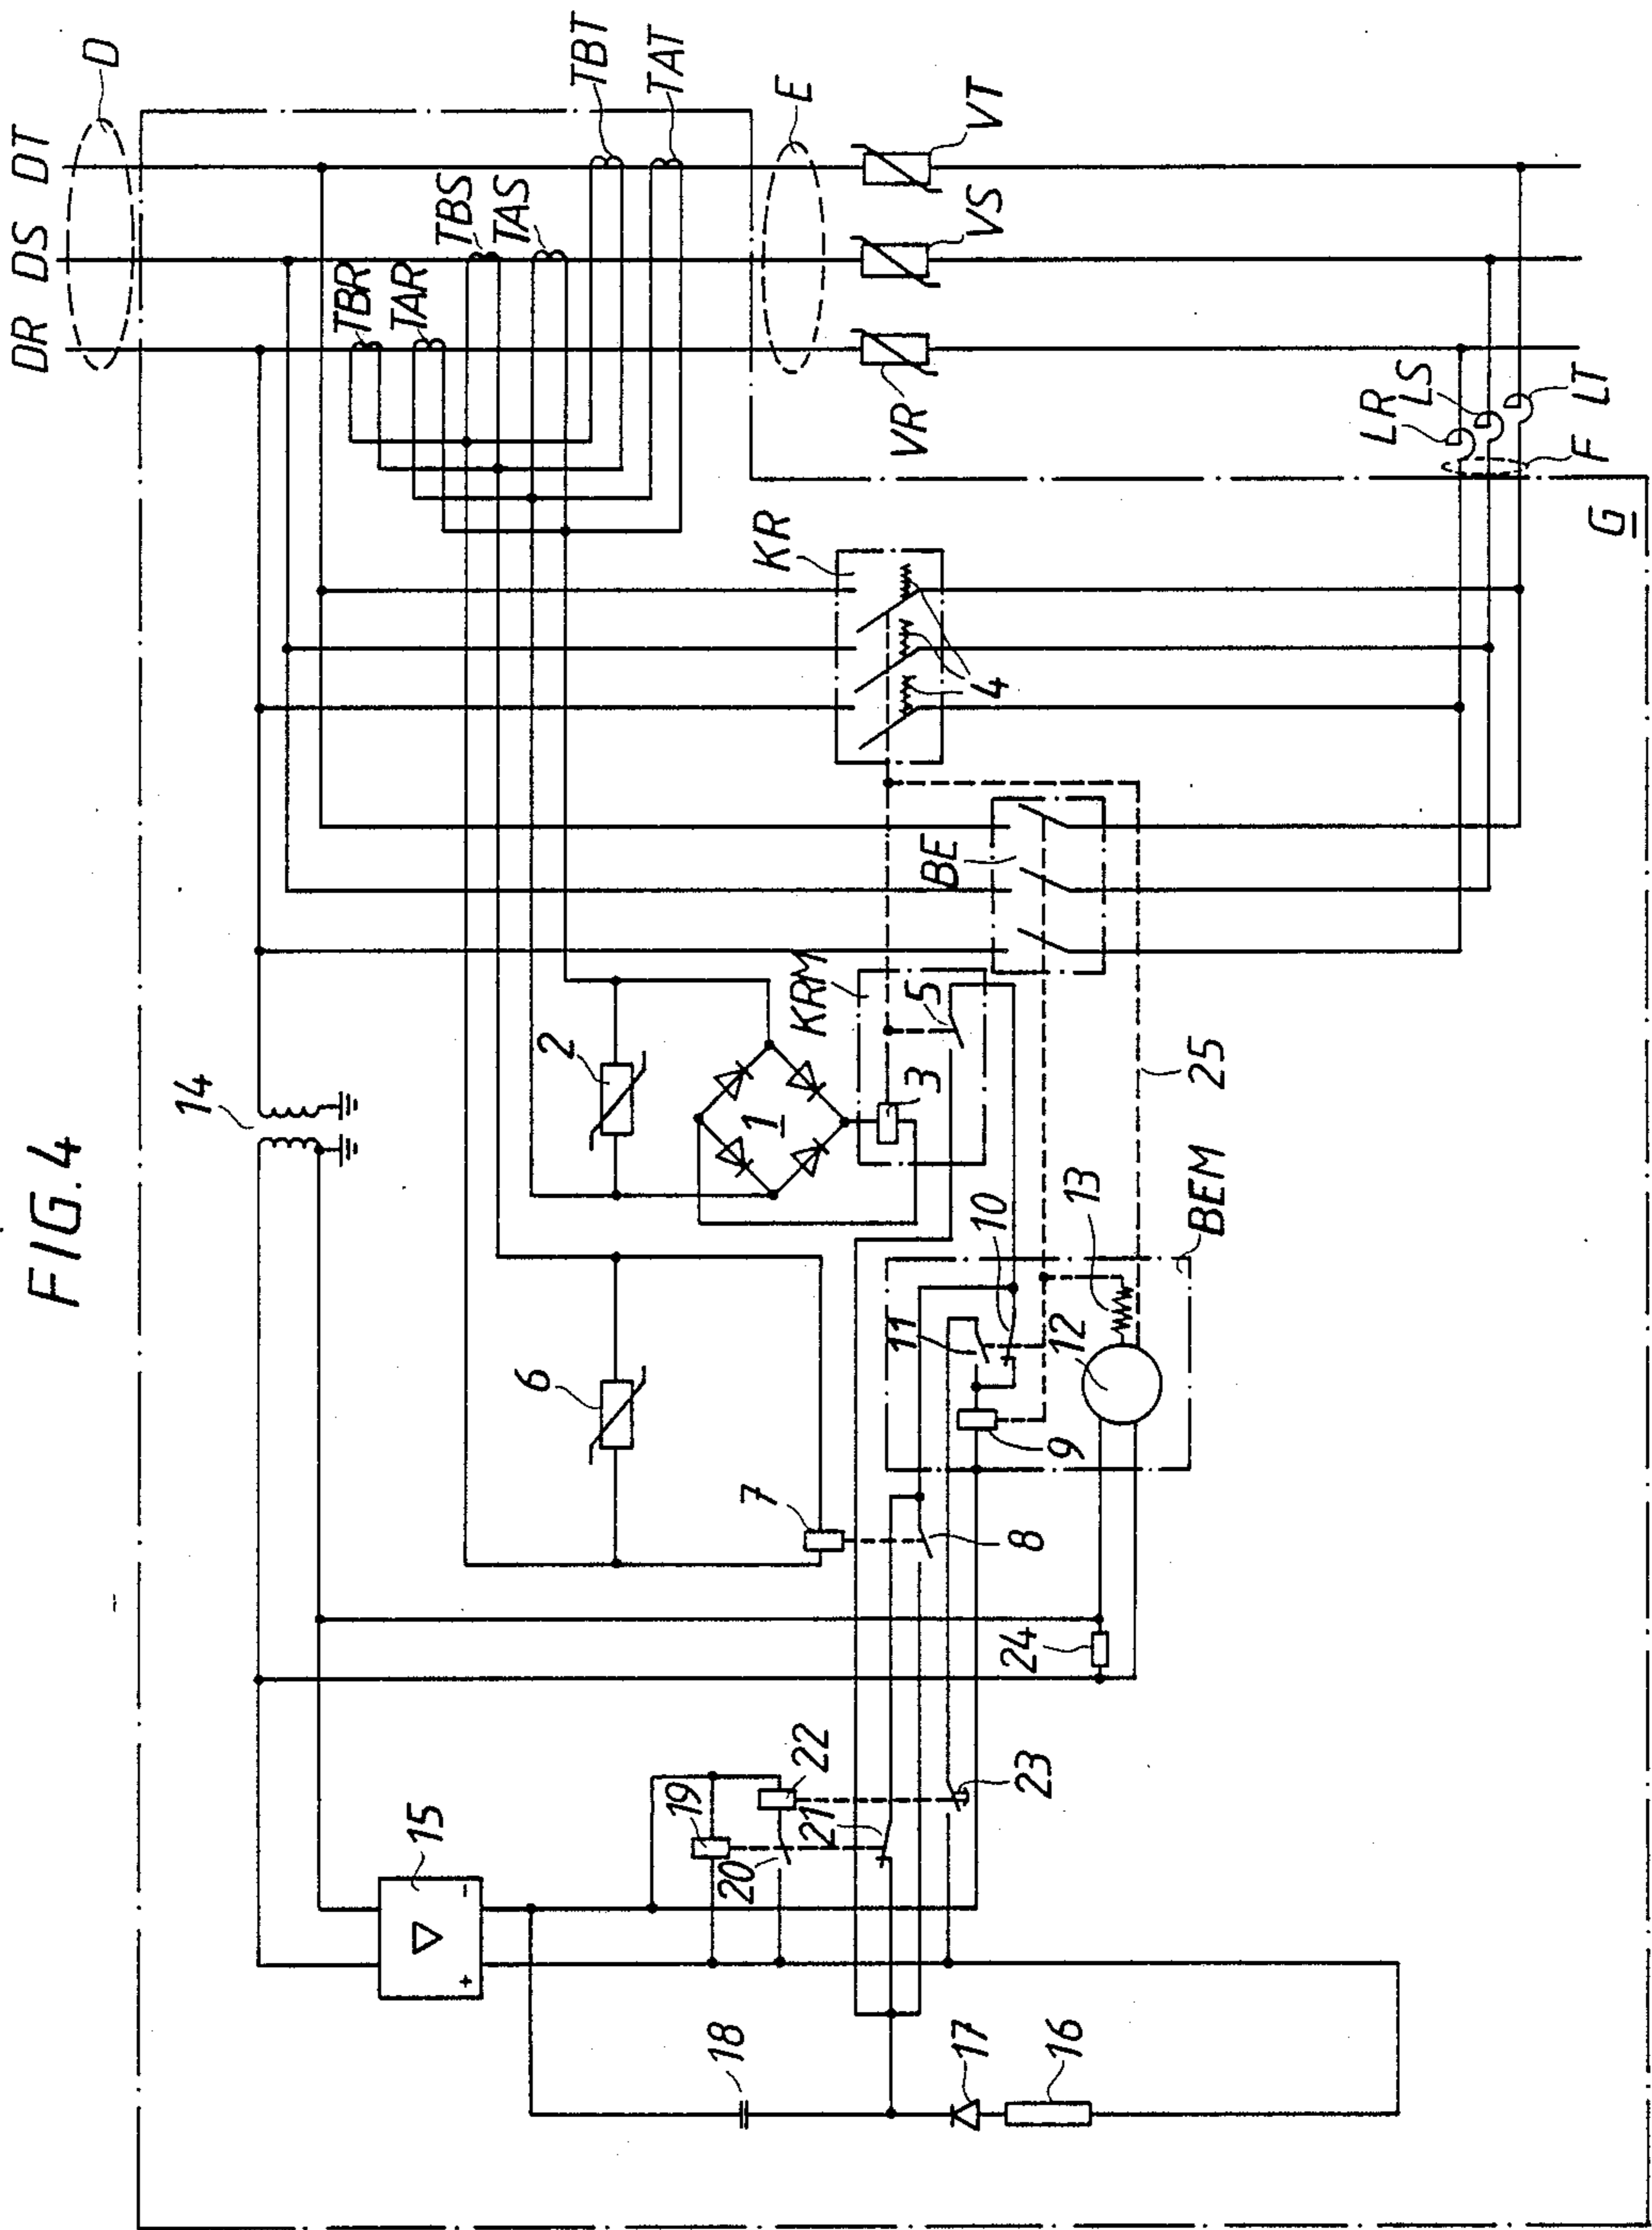 FIG.4
DR
DS
DT
D
TBR
TAR
TBS
TAS
TBT
TAT
E
VR
VS
VT
LR
LS
LT
F
G
KR
4
BE
KRM
5
3
2
1
14
25
BEM
13
12
10
11
9
6
7
8
24
22
19
21
20
23
15
+
-
18
17
16